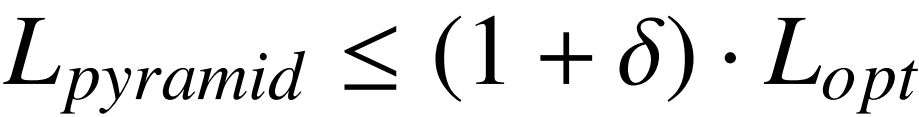 L_{pyramid} ≤ (1 + δ) · L_{opt}